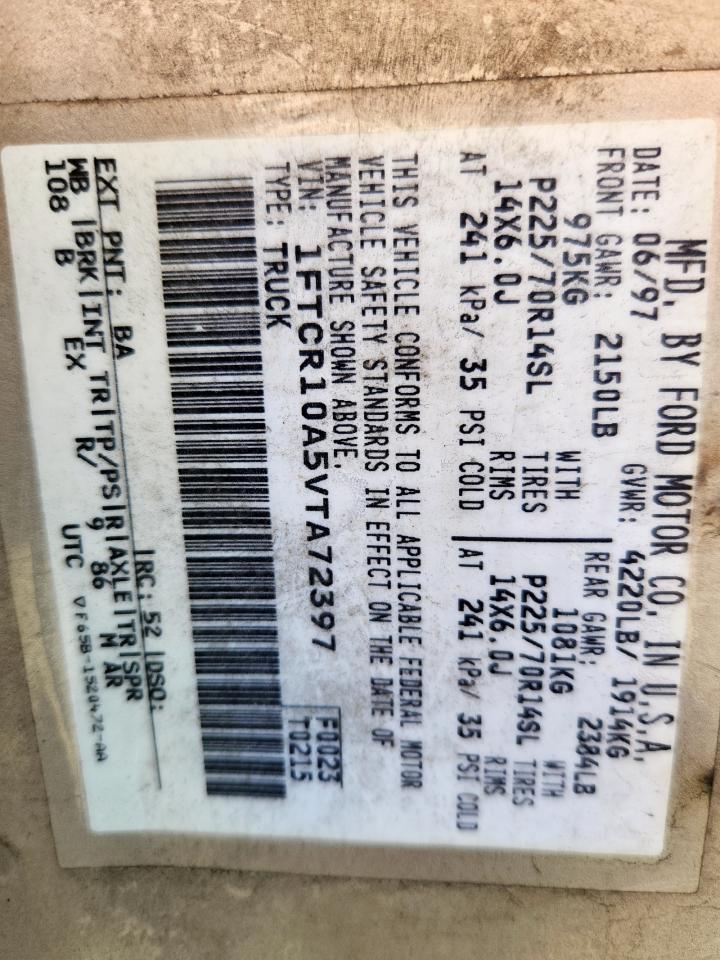 MFD. BY FORD MOTOR CO. IN U.S.A.
DATE: 06/97 GVWR: 4220LB/ 1914KG
FRONT GAWR: 2150LB REAR GAWR: 2384LB
975KG WITH 1081KG WITH
P225/70R14SL TIRES P225/70R14SL TIRES
14X6.0J RIMS 14X6.0J RIMS
AT 241 kPa/ 35 PSI COLD AT 241 kPa/ 35 PSI COLD
THIS VEHICLE CONFORMS TO ALL APPLICABLE FEDERAL MOTOR
VEHICLE SAFETY STANDARDS IN EFFECT ON THE DATE OF
MANUFACTURE SHOWN ABOVE.
VIN: 1FTCR10A5VTA72397 F0023
TYPE: TRUCK T0215
EXT PNT: BA RC: 52 DSO:
WB |BRK|INT TR|TP/PS|R|AXLE|TR|SPR
108 B EX R/ 9 86 M AR
UTC VF65B-1520472-AA